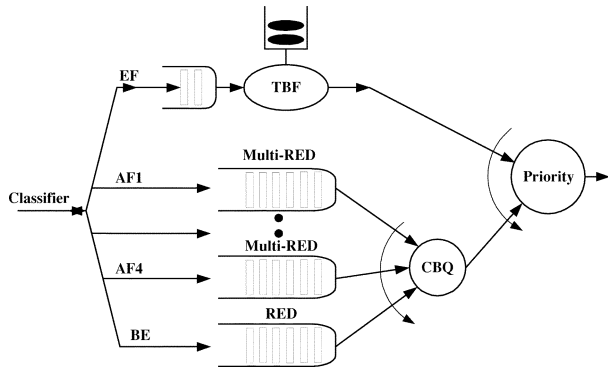 EF
TBF
Multi-RED
AF1
Priority
Classifier
Multi-RED
AF4
CBQ
RED
BE